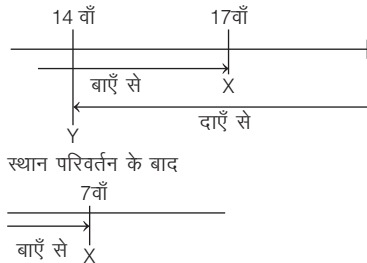 14 वाँ 17वाँ
बाएँ से X
दाएँ से
Y
स्थान परिवर्तन के बाद
7वाँ
बाएँ से X